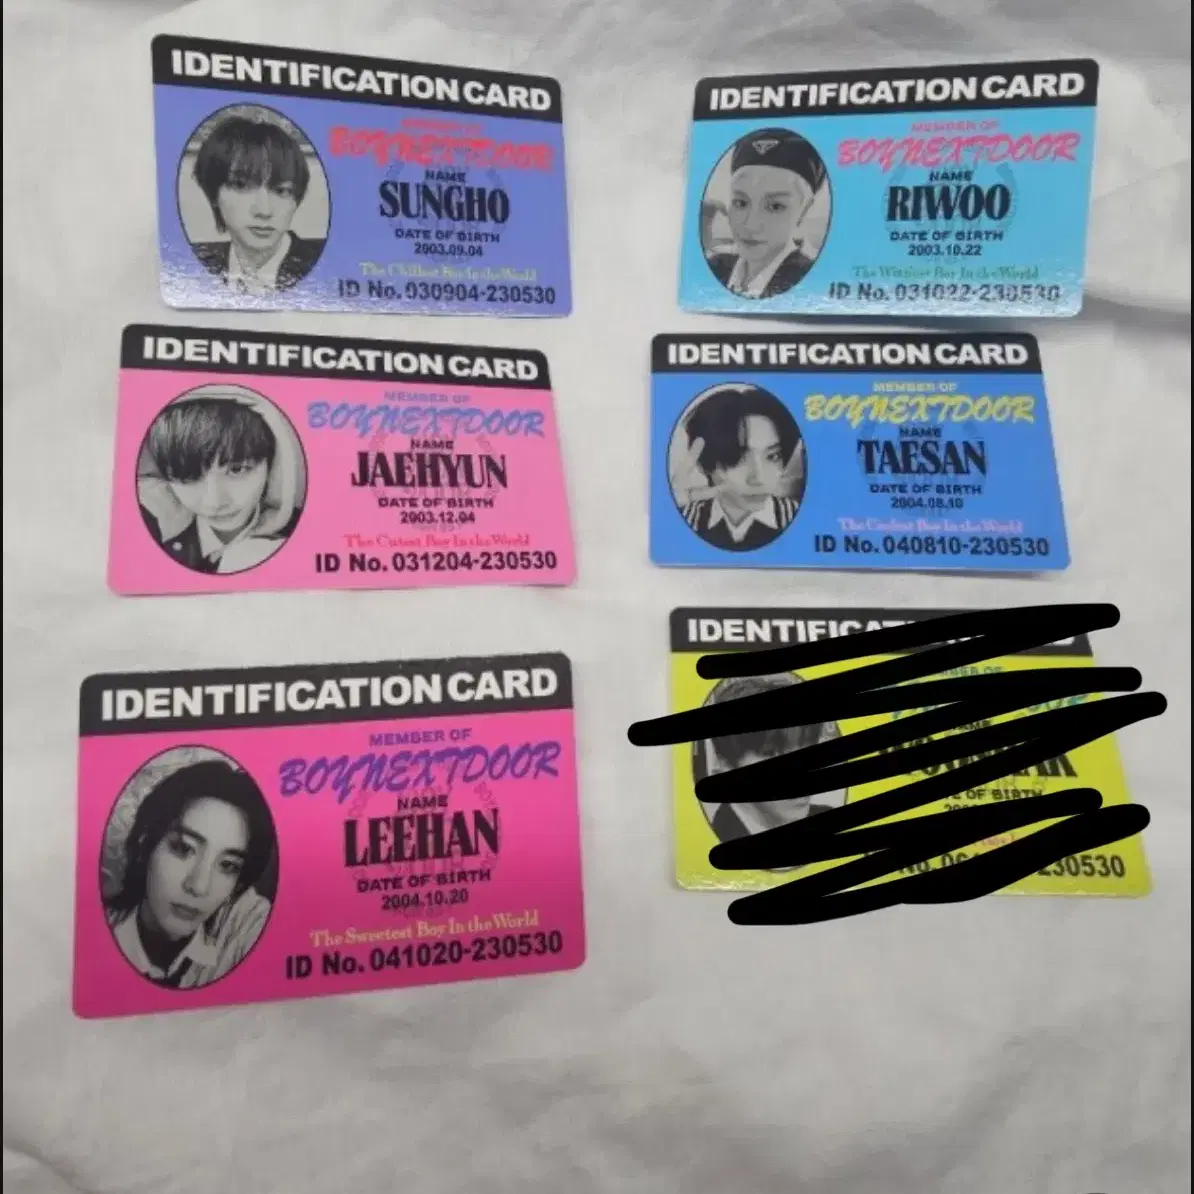 IDENTIFICATION CARD
MEMBER OF
BOYNEXTDOOR
NAME
SUNGHO
DATE OF BIRTH
2003.09.04
The Chillest Boy In the World
ID No. 030904-230530
IDENTIFICATION CARD
MEMBER OF
BOYNEXTDOOR
NAME
RIWOO
DATE OF BIRTH
2003.10.22
The Wittiest Boy In the World
ID No. 031022-230530
IDENTIFICATION CARD
MEMBER OF
BOYNEXTDOOR
NAME
JAEHYUN
DATE OF BIRTH
2003.12.04
The Cutest Boy In the World
ID No. 031204-230530
IDENTIFICATION CARD
MEMBER OF
BOYNEXTDOOR
NAME
TAESAN
DATE OF BIRTH
2004.08.10
The Coolest Boy In the World
ID No. 040810-230530
IDENTIFICATION CARD
MEMBER OF
BOYNEXTDOOR
NAME
LEEHAN
DATE OF BIRTH
2004.10.20
The Sweetest Boy In the World
ID No. 041020-230530
OF
NAME
OF BIRTH
230530